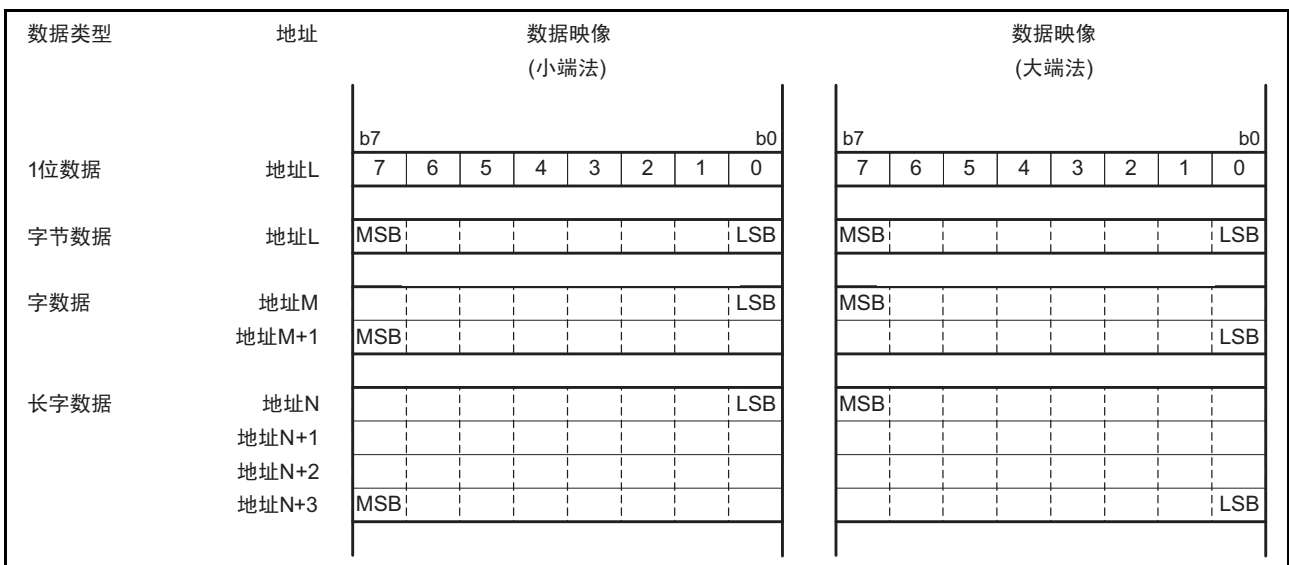 数据类型 地址 数据映像 数据映像
(小端法) (大端法)
b7 b0 b7 b0
1位数据 地址L 7 6 5 4 3 2 1 0 7 6 5 4 3 2 1 0
字节数据 地址L MSB LSB MSB LSB
字数据 地址M LSB MSB
地址M+1 MSB LSB
长字数据 地址N LSB MSB
地址N+1
地址N+2
地址N+3 MSB LSB